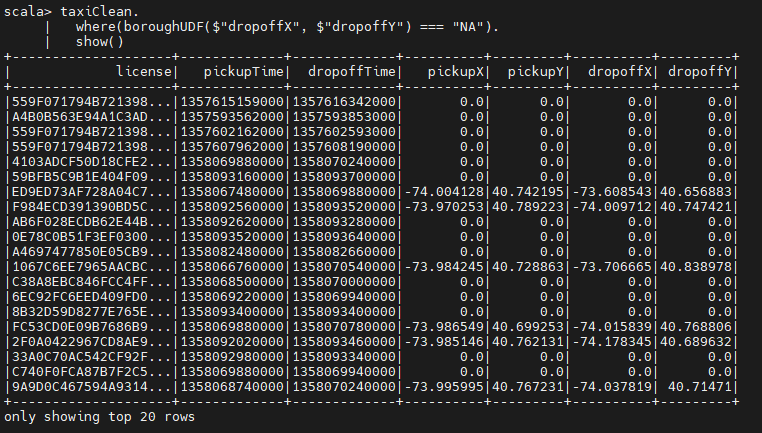 scala> taxiClean.
     |   where(boroughUDF($"dropoffX", $"dropoffY") === "NA").
     |   show()
+--------------------+-------------+-------------+----------+---------+----------+---------+
|             license|   pickupTime|  dropoffTime|   pickupX|  pickupY|  dropoffX| dropoffY|
+--------------------+-------------+-------------+----------+---------+----------+---------+
|559F071794B721398...|1357615159000|1357616342000|       0.0|      0.0|       0.0|      0.0|
|A4B0B563E94A1C3AD...|1357593562000|1357593853000|       0.0|      0.0|       0.0|      0.0|
|559F071794B721398...|1357602162000|1357602593000|       0.0|      0.0|       0.0|      0.0|
|559F071794B721398...|1357607962000|1357608190000|       0.0|      0.0|       0.0|      0.0|
|4103ADCF50D18CFE2...|1358069880000|1358070240000|       0.0|      0.0|       0.0|      0.0|
|59BFFB5C9B1E404F09...|1358093160000|1358093700000|       0.0|      0.0|       0.0|      0.0|
|ED9ED73AF728A04C7...|1358067480000|1358069880000|-74.004128|40.742195|-73.608543|40.656883|
|F984ECD391390BD5C...|1358092560000|1358093520000|-73.970253|40.789223|-74.009712|40.747421|
|AB6F028ECDB62E44B...|1358092620000|1358093280000|       0.0|      0.0|       0.0|      0.0|
|0E78C0B51F3EF0300...|1358093520000|1358093640000|       0.0|      0.0|       0.0|      0.0|
|A4697477850E05CB9...|1358082480000|1358082660000|       0.0|      0.0|       0.0|      0.0|
|1067C6EE7965AACBC...|1358066760000|1358070540000|-73.984245|40.728863|-73.706665|40.838978|
|C38A8EBC846FCC4FF...|1358068500000|1358070000000|       0.0|      0.0|       0.0|      0.0|
|6EC92FC6EED409FD0...|1358069220000|1358069940000|       0.0|      0.0|       0.0|      0.0|
|8B32D59D8277E765E...|1358093400000|1358093400000|       0.0|      0.0|       0.0|      0.0|
|FC53CD0E09B7686B9...|1358069880000|1358070780000|-73.986549|40.699253|-74.015839|40.768806|
|2F0A0422967CD8AE9...|1358092020000|1358093460000|-73.985146|40.762131|-74.178345|40.689632|
|33A0C70AC542CF92F...|1358092980000|1358093340000|       0.0|      0.0|       0.0|      0.0|
|C740F0FCA87B7F2C5...|1358069880000|1358069940000|       0.0|      0.0|       0.0|      0.0|
|9A9D0C467594A9314...|1358068740000|1358070240000|-73.995995|40.767231|-74.037819| 40.71471|
+--------------------+-------------+-------------+----------+---------+----------+---------+
only showing top 20 rows